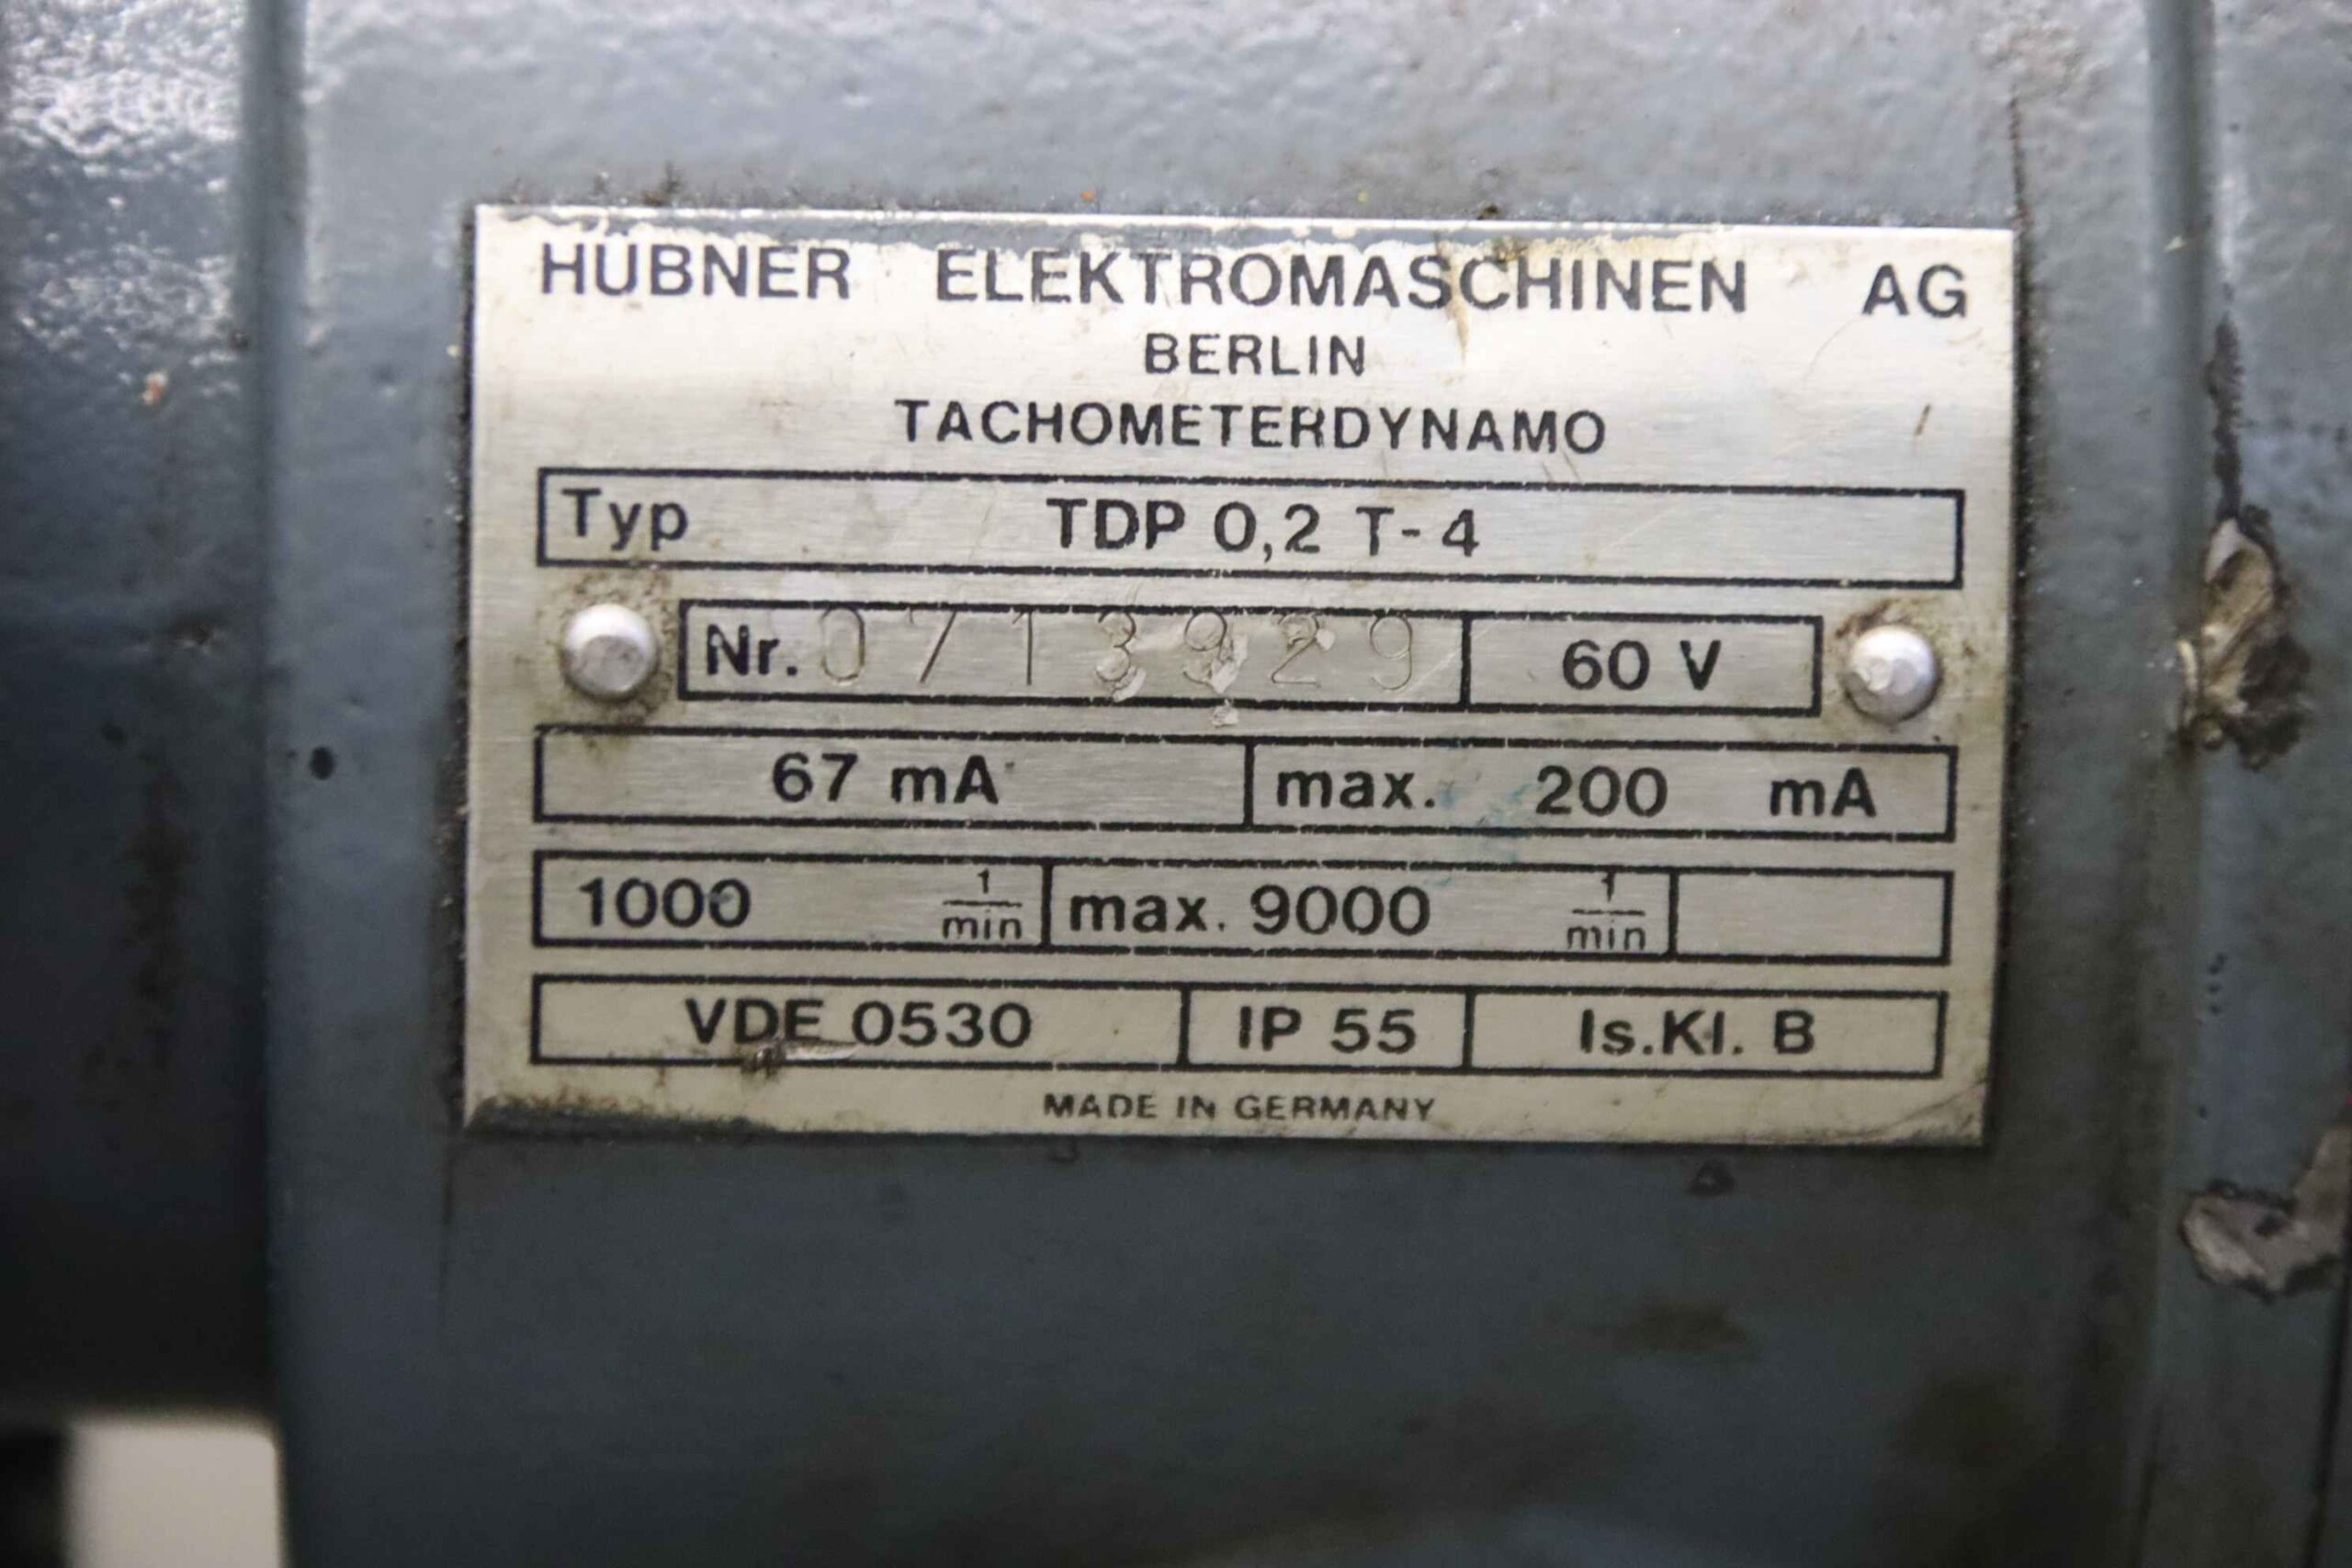 HÜBNER ELEKTROMASCHINEN AG
BERLIN
TACHOMETERDYNAMO
Typ TDP 0,2 T-4
Nr. 0713929 60 V
67 mA max. 200 mA
1000 1/min max. 9000 1/min
VDE 0530 IP 55 Is.Kl. B
MADE IN GERMANY